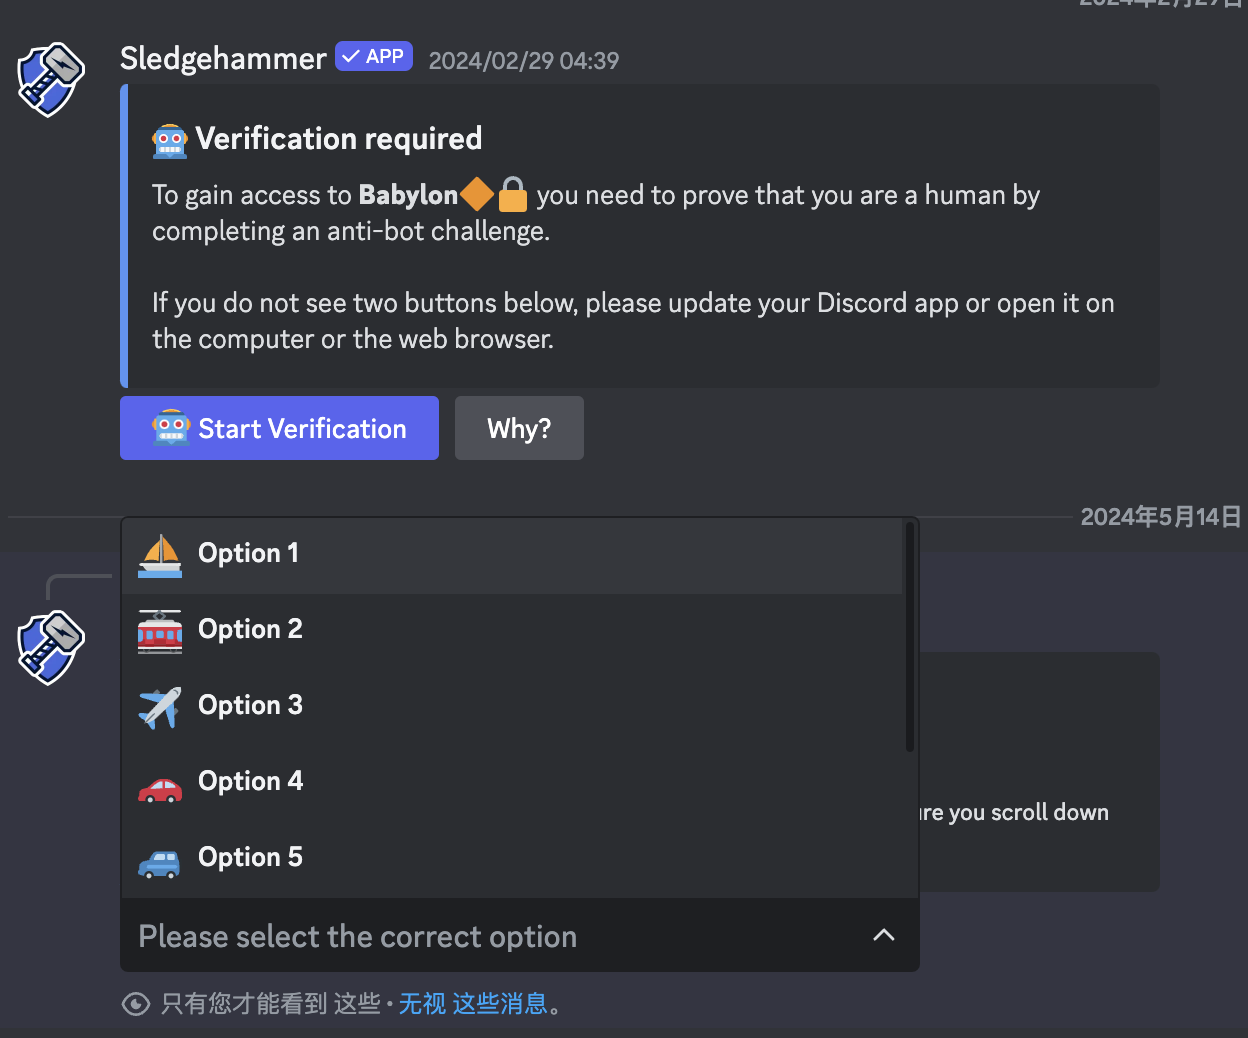 Sledgehammer APP 2024/02/29 04:39
Verification required
To gain access to Babylon you need to prove that you are a human by
completing an anti-bot challenge.
If you do not see two buttons below, please update your Discord app or open it on
the computer or the web browser.
Start Verification
Why?
2024年5月14日
Option 1
Option 2
Option 3
Option 4
Option 5
you scroll down
Please select the correct option
只有您才能看到 这些 • 无视 这些消息。